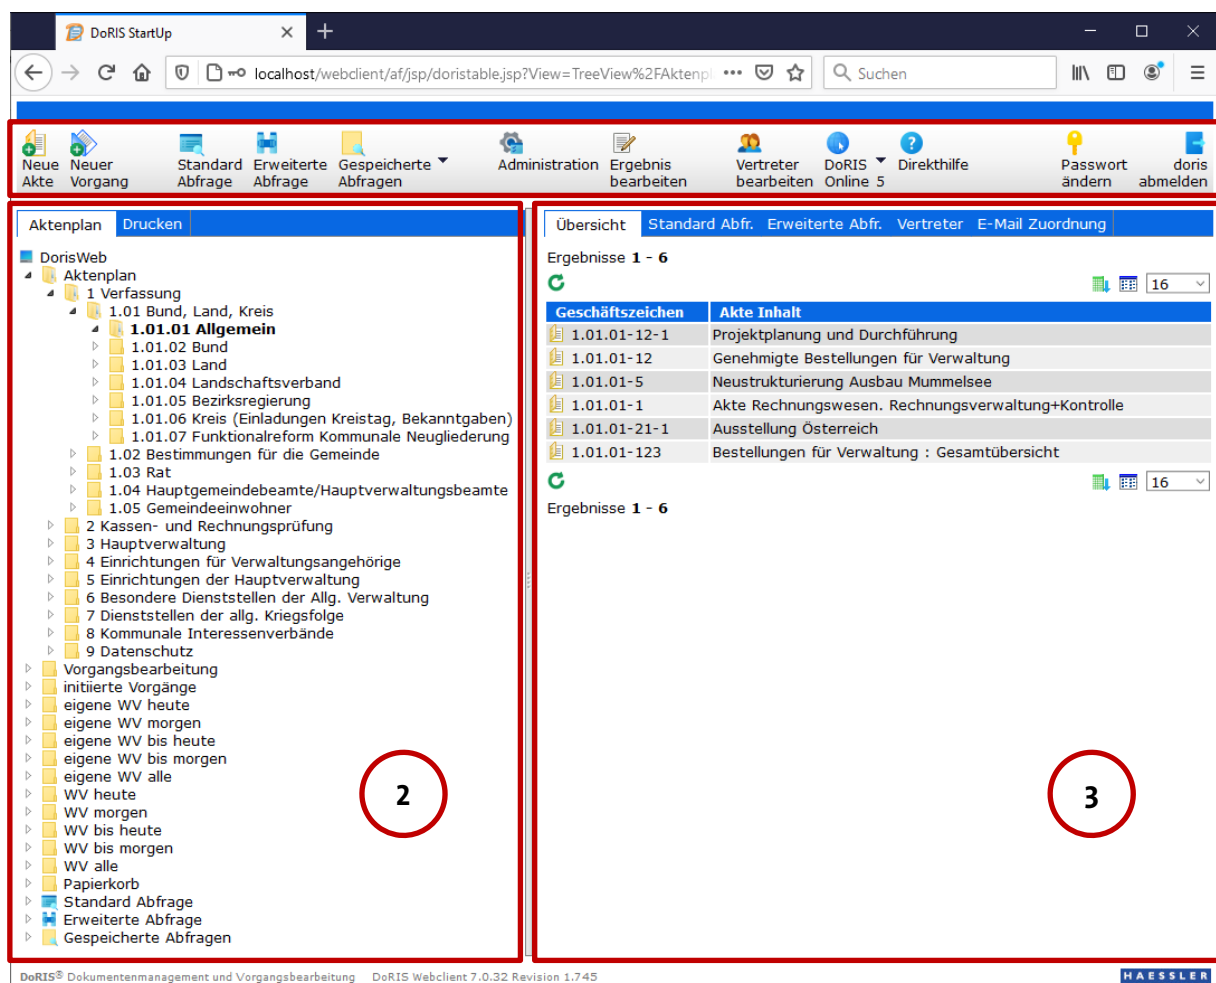 DoRIS StartUp
localhost/webclient/af/jsp/doristable.jsp?View=TreeView%2FAktenpl
Suchen
Neue Akte
Neuer Vorgang
Standard Abfrage
Erweiterte Abfrage
Gespeicherte Abfragen
Administration
Ergebnis bearbeiten
Vertreter bearbeiten
DoRIS Online 5
Direkthilfe
Passwort ändern
doris abmelden
Aktenplan Drucken
DorisWeb
Aktenplan
1 Verfassung
1.01 Bund, Land, Kreis
1.01.01 Allgemein
1.01.02 Bund
1.01.03 Land
1.01.04 Landschaftsverband
1.01.05 Bezirksregierung
1.01.06 Kreis (Einladungen Kreistag, Bekanntgaben)
1.01.07 Funktionalreform Kommunale Neugliederung
1.02 Bestimmungen für die Gemeinde
1.03 Rat
1.04 Hauptgemeindebeamte/Hauptverwaltungsbeamte
1.05 Gemeindeeinwohner
2 Kassen- und Rechnungsprüfung
3 Hauptverwaltung
4 Einrichtungen für Verwaltungsangehörige
5 Einrichtungen der Hauptverwaltung
6 Besondere Dienststellen der Allg. Verwaltung
7 Dienststellen der allg. Kriegsfolge
8 Kommunale Interessenverbände
9 Datenschutz
Vorgangsbearbeitung
initiierte Vorgänge
eigene WV heute
eigene WV morgen
eigene WV bis heute
eigene WV bis morgen
eigene WV alle
WV heute
WV morgen
WV bis heute
WV bis morgen
WV alle
Papierkorb
Standard Abfrage
Erweiterte Abfrage
Gespeicherte Abfragen
2
Übersicht Standard Abfr. Erweiterte Abfr. Vertreter E-Mail Zuordnung
Ergebnisse 1 - 6
16
Geschäftszeichen Akte Inhalt
1.01.01-12-1 Projektplanung und Durchführung
1.01.01-12 Genehmigte Bestellungen für Verwaltung
1.01.01-5 Neustrukturierung Ausbau Mummelsee
1.01.01-1 Akte Rechnungswesen. Rechnungsverwaltung+Kontrolle
1.01.01-21-1 Ausstellung Österreich
1.01.01-123 Bestellungen für Verwaltung : Gesamtübersicht
16
Ergebnisse 1 - 6
3
DoRIS® Dokumentenmanagement und Vorgangsbearbeitung DoRIS Webclient 7.0.32 Revision 1.745
HAESSLER